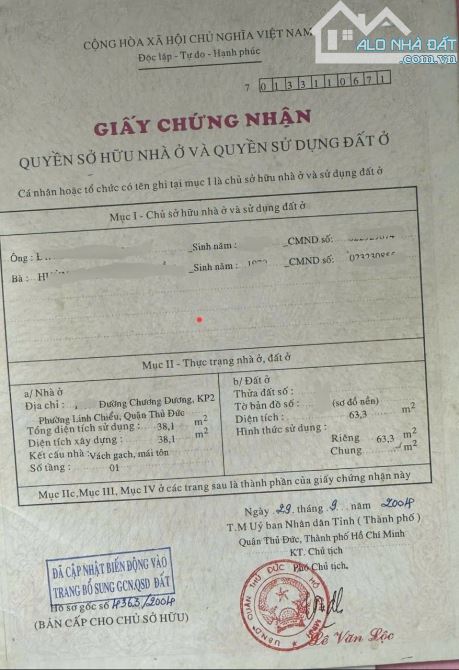 CỘNG HÒA XÃ HỘI CHỦ NGHĨA VIỆT NAM
Độc lập - Tự do - Hạnh phúc
ALO NHÀ ĐẤT
.com.vn
7 0133110671
GIẤY CHỨNG NHẬN
QUYỀN SỞ HỮU NHÀ Ở VÀ QUYỀN SỬ DỤNG ĐẤT Ở
Cá nhân hoặc tổ chức có tên ghi tại mục I là chủ sở hữu nhà ở và sử dụng đất ở
Mục I - Chủ sở hữu nhà ở và sử dụng đất ở
Ông : Sinh năm : CMND số:
Bà : Sinh năm : CMND số:
Mục II - Thực trạng nhà ở, đất ở
a/ Nhà ở
Địa chỉ : , Đường Chương Dương, KP2
Phường Linh Chiểu, Quận Thủ Đức
Tổng diện tích sử dụng : 38,1 m2
Diện tích xây dựng : 38,1 m2
Kết cấu nhà : Vách gạch, mái tôn
Số tầng : 01
b/ Đất ở
Thửa đất số :
Tờ bản đồ số : (sơ đồ nền)
Diện tích : 63,3 m2
Hình thức sử dụng :
Riêng 63,3 m2
Chung -/- m2
Mục IIc, Mục III, Mục IV ở các trang sau là thành phần của giấy chứng nhận này
Ngày 29 tháng 9 năm 2004
T.M Uỷ ban Nhân dân Tỉnh ( Thành phố )
Quận Thủ Đức, Thành phố Hồ Chí Minh
KT. Chủ tịch
Phó Chủ tịch,
ĐÃ CẬP NHẬT BIẾN ĐỘNG VÀO
TRANG BỔ SUNG GCN.QSD ĐẤT
Hồ sơ gốc số 4363/2004
(BẢN CẤP CHO CHỦ SỞ HỮU)
Lê Văn Lộc